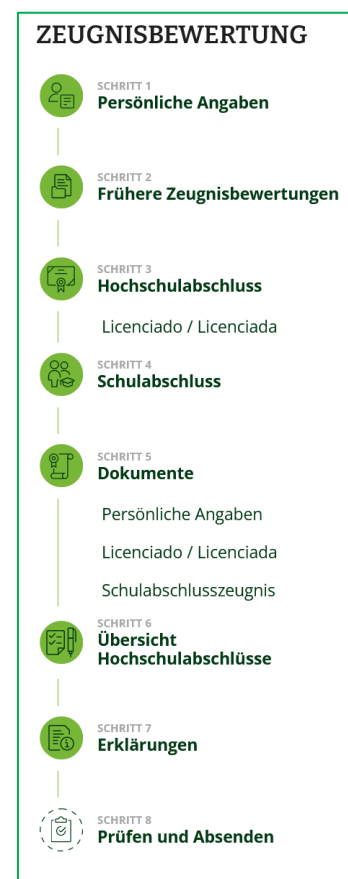 ZEUGNISBEWERTUNG
SCHRITT 1
Persönliche Angaben
SCHRITT 2
Frühere Zeugnisbewertungen
SCHRITT 3
Hochschulabschluss
Licenciado / Licenciada
SCHRITT 4
Schulabschluss
SCHRITT 5
Dokumente
Persönliche Angaben
Licenciado / Licenciada
Schulabschlusszeugnis
SCHRITT 6
Übersicht
Hochschulabschlüsse
SCHRITT 7
Erklärungen
SCHRITT 8
Prüfen und Absenden